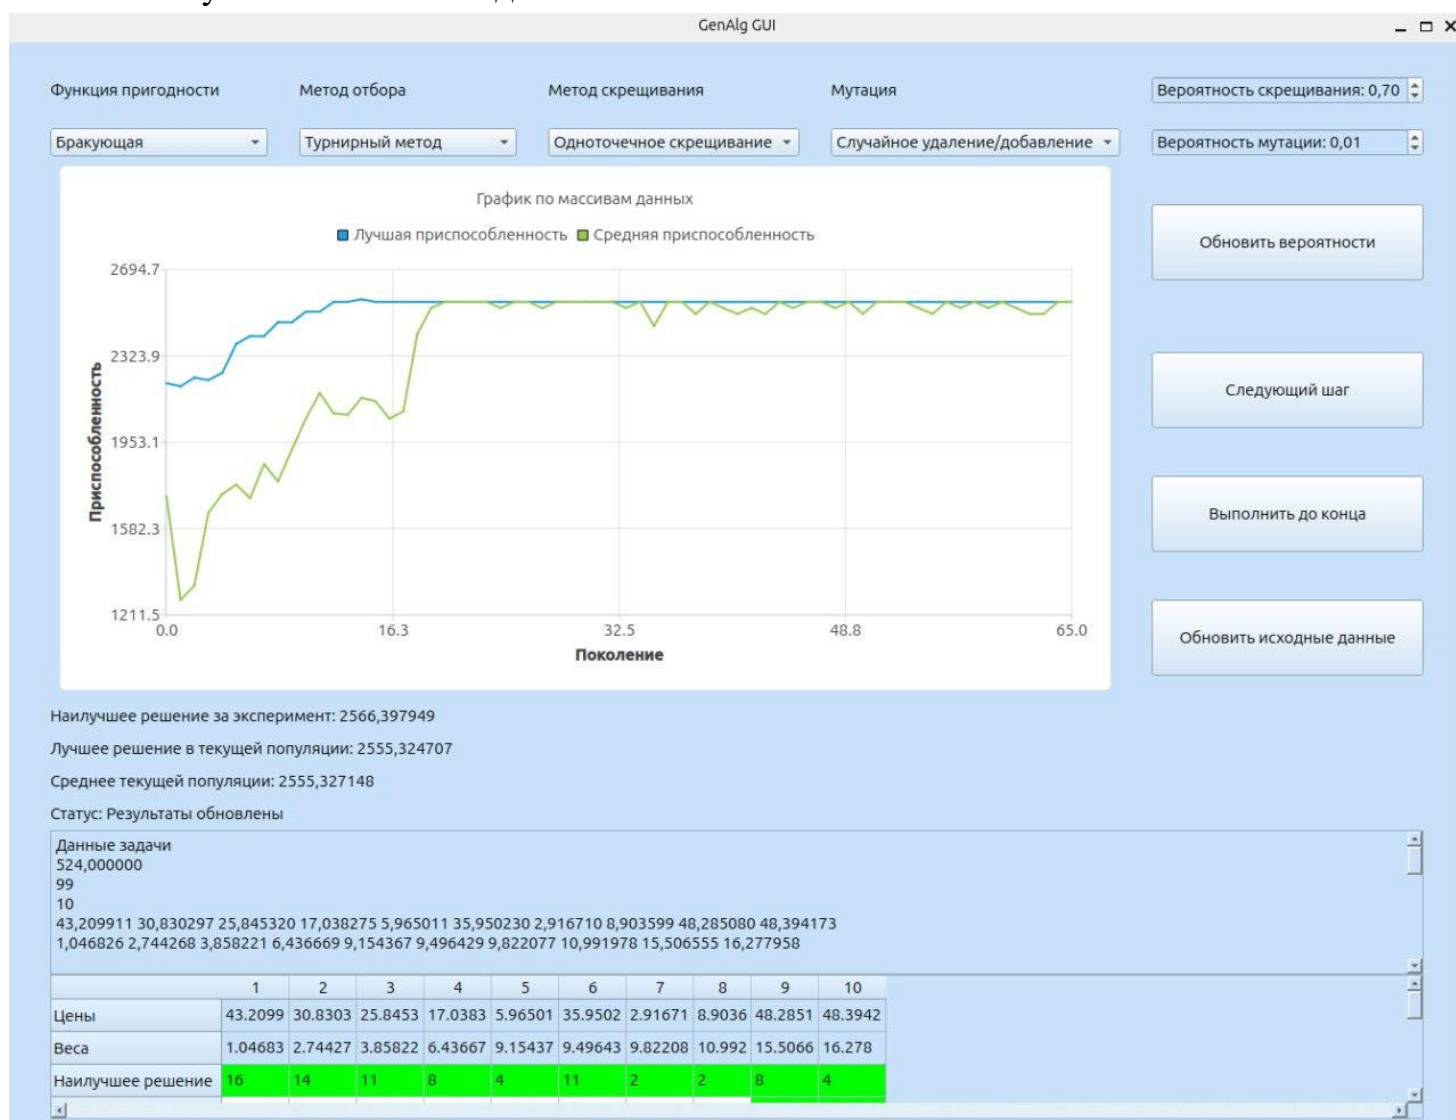 GenAlg GUI
Функция пригодности Метод отбора Метод скрещивания Мутация Вероятность скрещивания: 0,70
Бракующая Турнирный метод Одноточечное скрещивание Случайное удаление/добавление Вероятность мутации: 0,01
График по массивам данных
Лучшая приспособленность Средняя приспособленность
Обновить вероятности
2694.7
2323.9
1953.1
1582.3
1211.5
Приспособленность
0.0 16.3 32.5 48.8 65.0
Поколение
Следующий шаг
Выполнить до конца
Обновить исходные данные
Наилучшее решение за эксперимент: 2566,397949
Лучшее решение в текущей популяции: 2555,324707
Среднее текущей популяции: 2555,327148
Статус: Результаты обновлены
Данные задачи
524,000000
99
10
43,209911 30,830297 25,845320 17,038275 5,965011 35,950230 2,916710 8,903599 48,285080 48,394173
1,046826 2,744268 3,858221 6,436669 9,154367 9,496429 9,822077 10,991978 15,506555 16,277958
1 2 3 4 5 6 7 8 9 10
Цены 43.2099 30.8303 25.8453 17.0383 5.96501 35.9502 2.91671 8.9036 48.2851 48.3942
Веса 1.04683 2.74427 3.85822 6.43667 9.15437 9.49643 9.82208 10.992 15.5066 16.278
Наилучшее решение 16 14 11 8 4 11 2 2 8 4